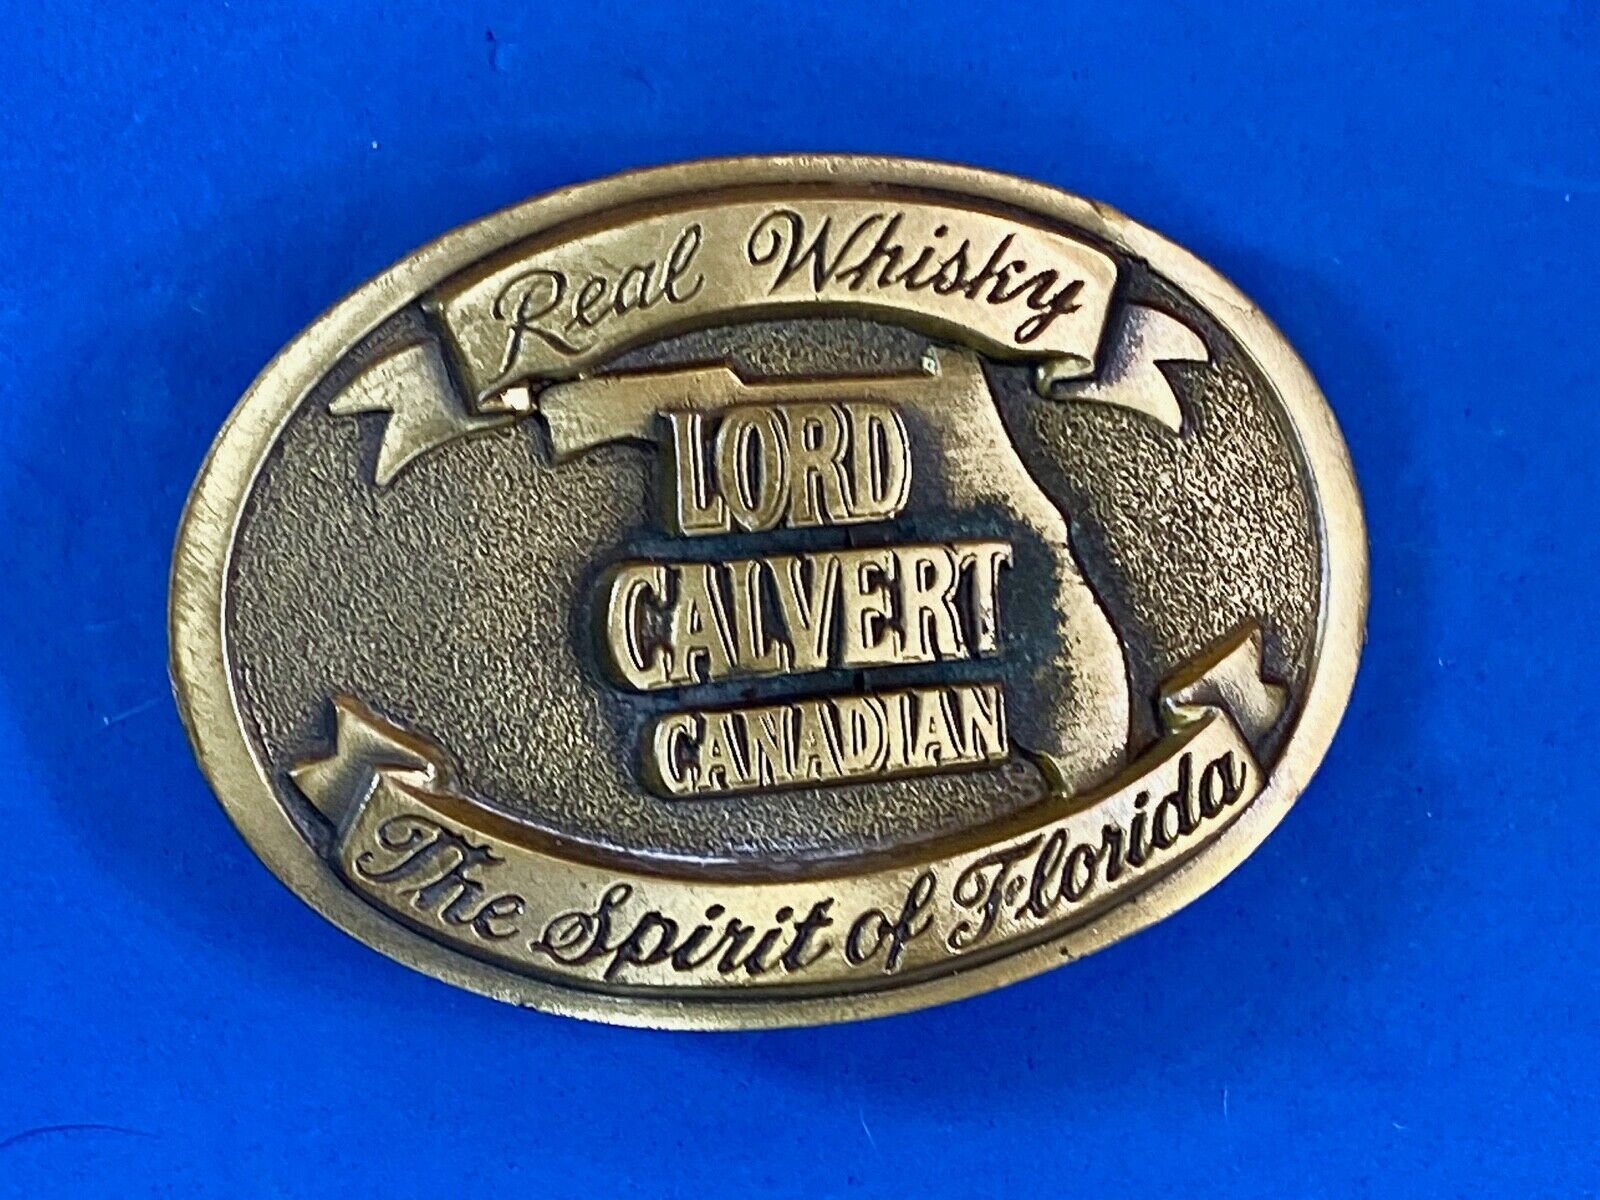 Real Whisky
LORD
CALVERT
CANADIAN
The Spirit of Florida